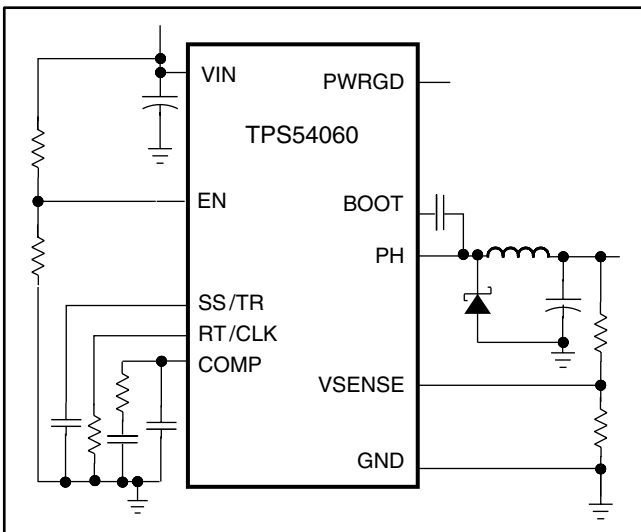 VIN
PWRGD
TPS54060
EN
BOOT
PH
SS/TR
RT/CLK
COMP
VSENSE
GND